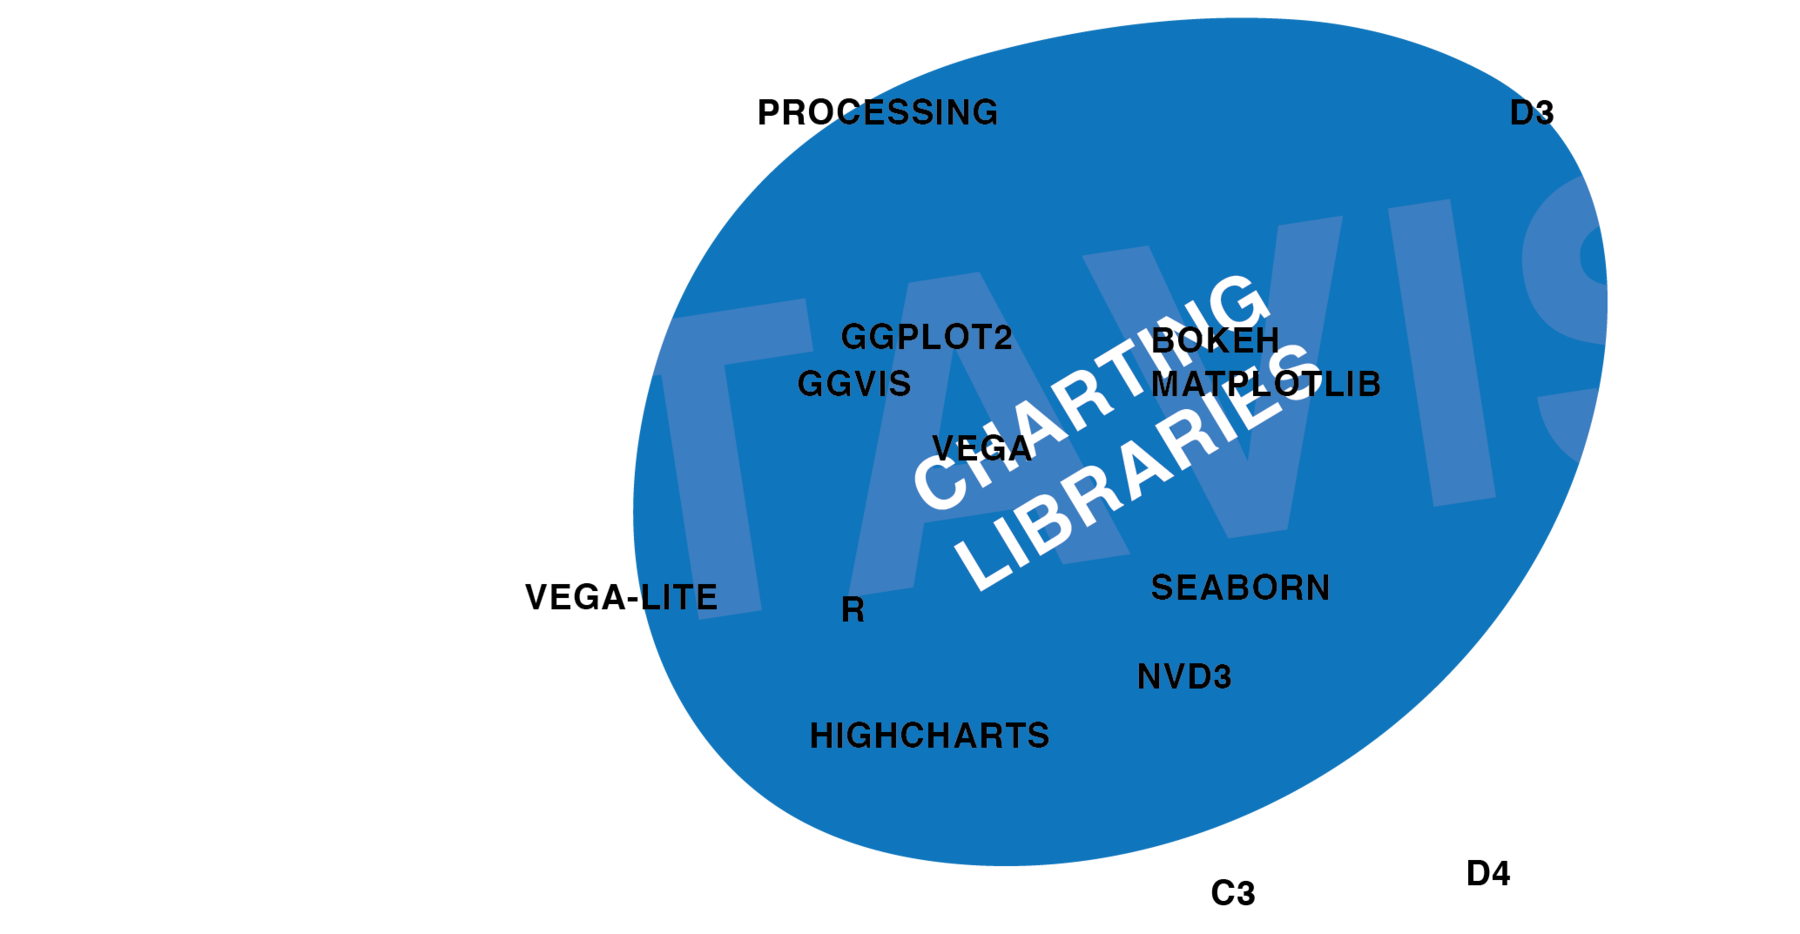 PROCESSING
D3
TAVIS
GGPLOT2
BOKEH
GGVIS
MATPLOTLIB
VEGA
CHARTING
LIBRARIES
VEGA-LITE
R
SEABORN
NVD3
HIGHCHARTS
D4
C3